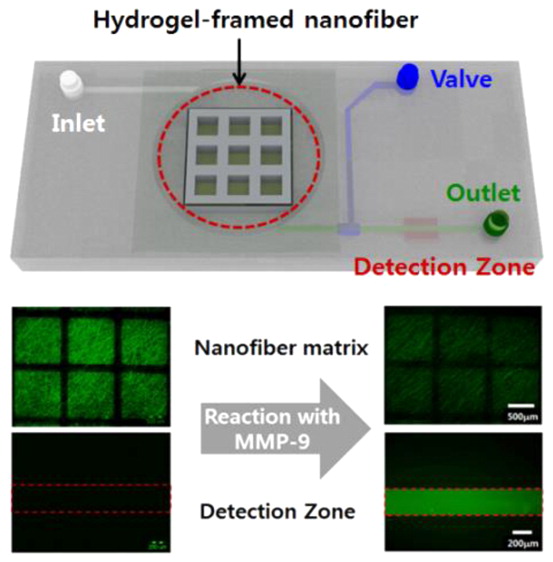 Hydrogel-framed nanofiber
Valve
Inlet
Outlet
Detection Zone
Nanofiber matrix
Reaction with
MMP-9
500μm
Detection Zone
200μm